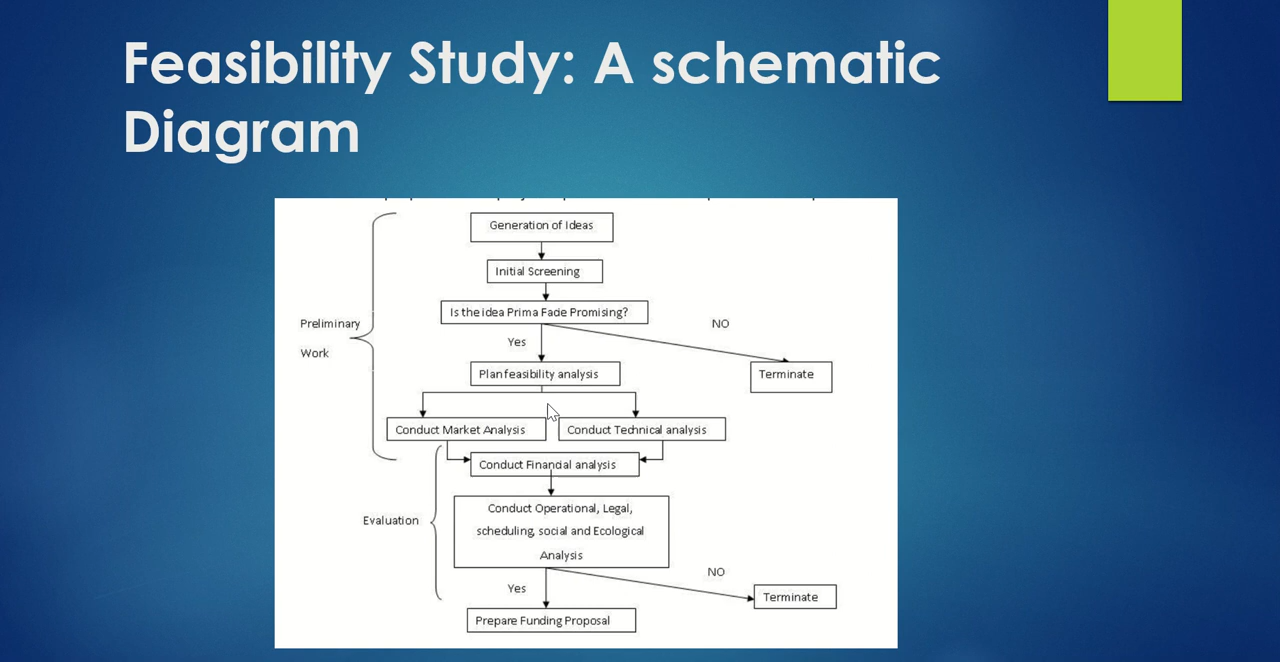 Feasibility Study: A schematic
Diagram
Generation of Ideas
Initial Screening
Is the idea Prima Facie Promising?
NO
Preliminary
Work
Yes
Plan feasibility analysis
Terminate
Conduct Market Analysis
Conduct Technical analysis
Conduct Financial analysis
Evaluation
Conduct Operational, Legal,
scheduling, social and Ecological
Analysis
NO
Yes
Terminate
Prepare Funding Proposal